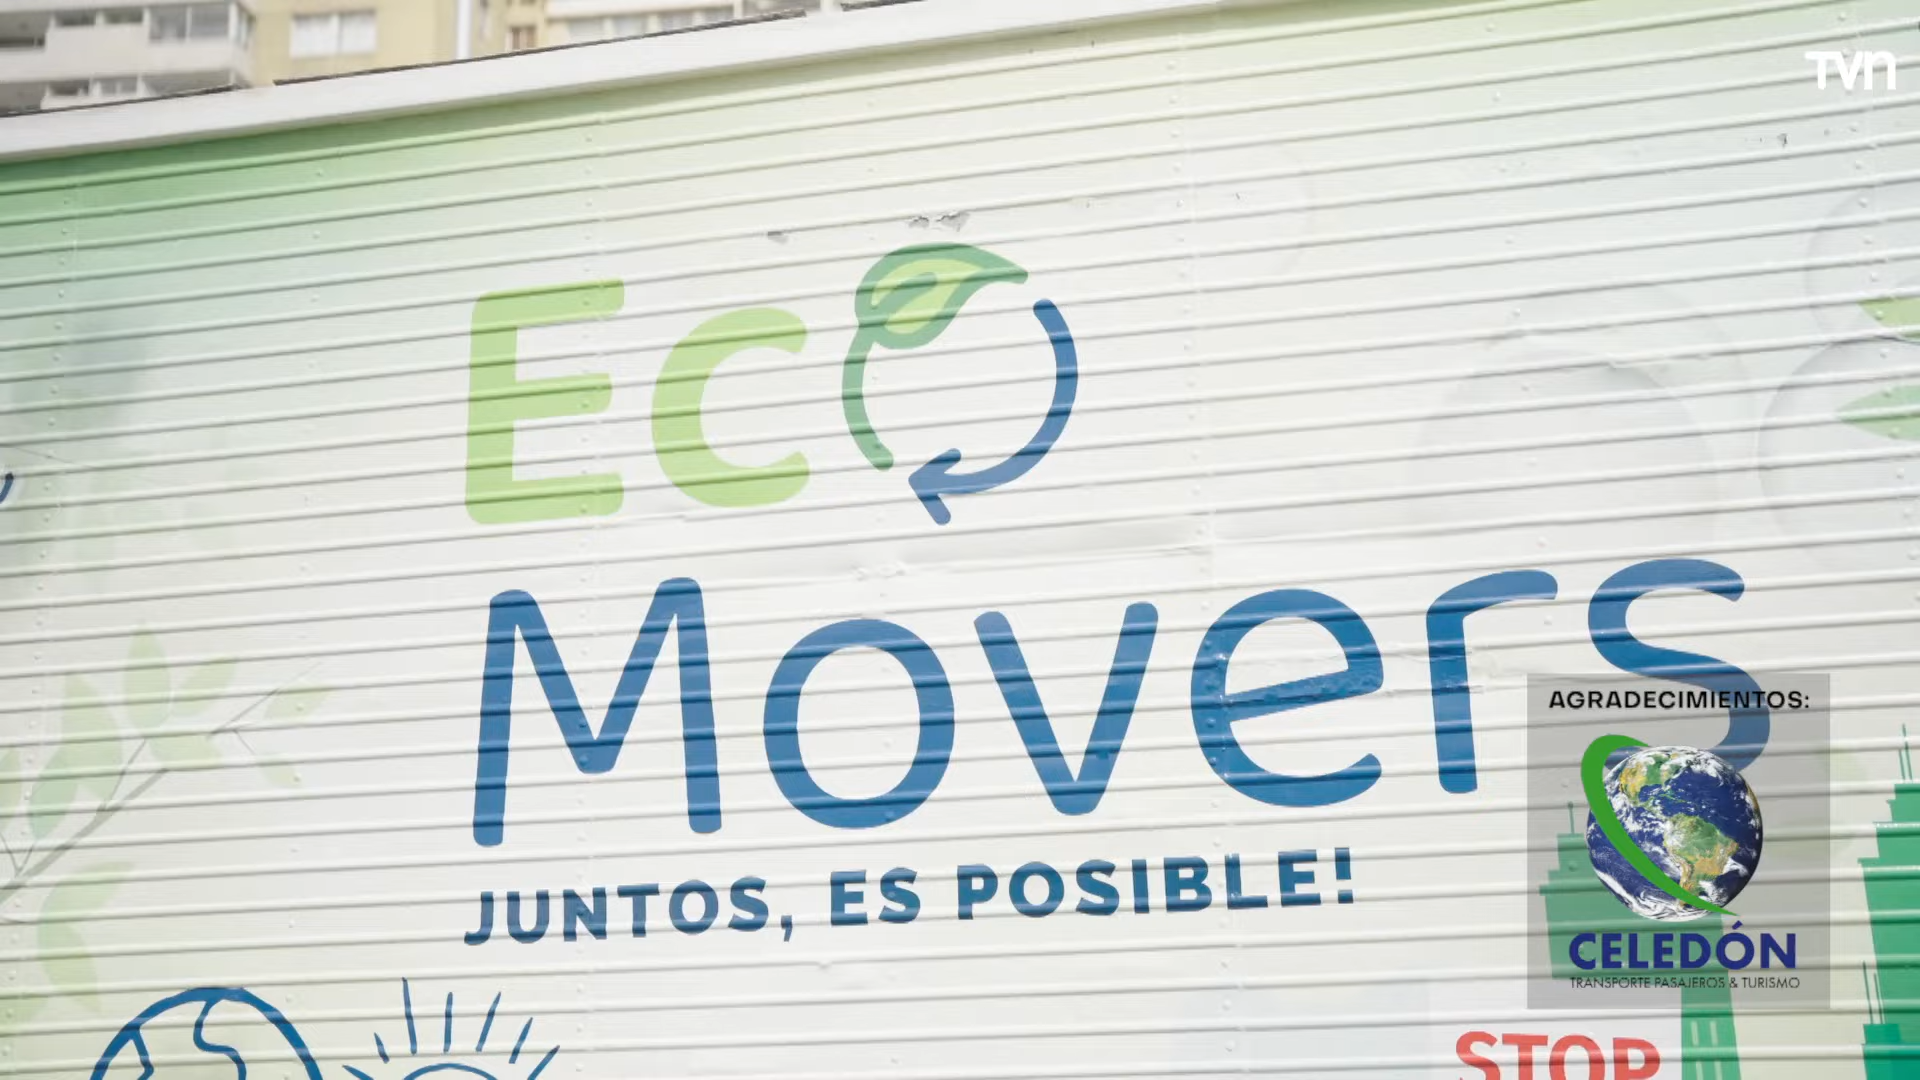 TVN
Eco
Movers
JUNTOS, ES POSIBLE!
AGRADECIMIENTOS:
CELEDÓN
TRANSPORTE PASAJEROS & TURISMO
STOP